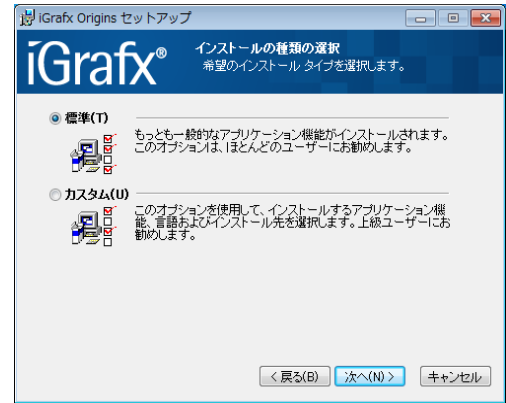 iGrafx Origins セットアップ
iGrafx®
インストールの種類の選択
希望のインストール タイプを選択します。
標準(T)
もっとも一般的なアプリケーション機能がインストールされます。
このオプションは、ほとんどのユーザーにお勧めします。
カスタム(U)
このオプションを使用して、インストールするアプリケーション機
能、言語およびインストール先を選択します。上級ユーザーにお
勧めします。
< 戻る(B)
次へ(N) >
キャンセル